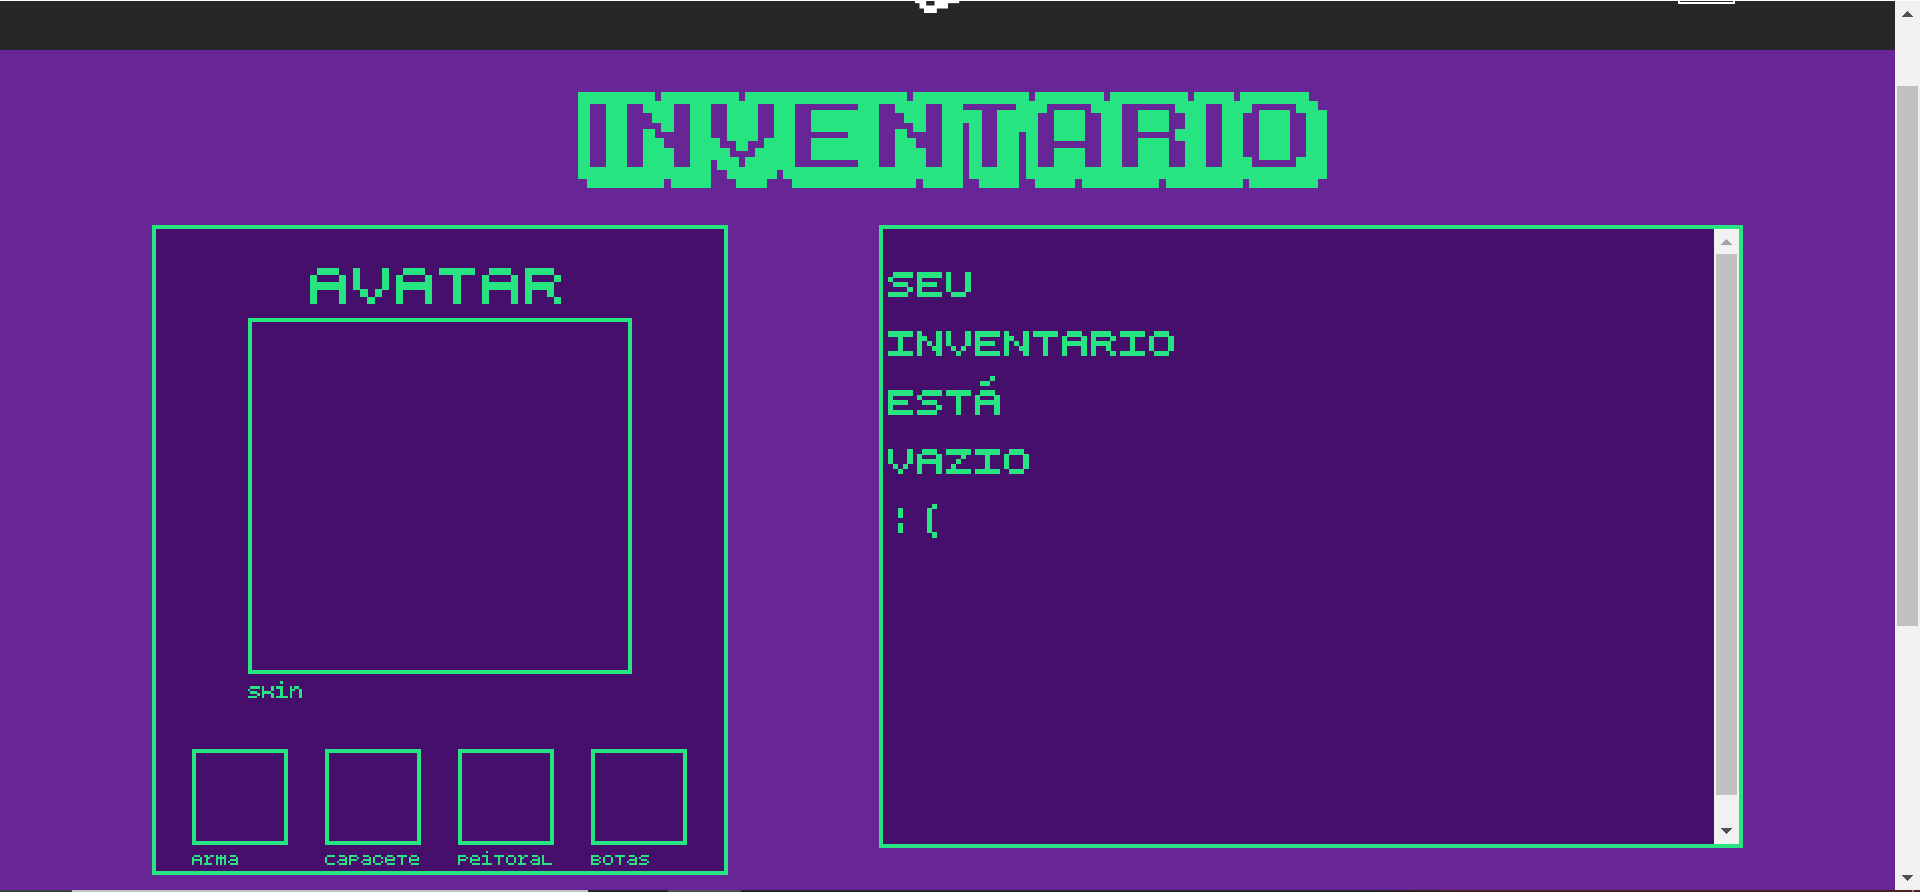 INVENTARIO
AVATAR
skin
Arma
Capacete
Peitoral
Botas
SEU
INVENTARIO
ESTÁ
VAZIO
:(